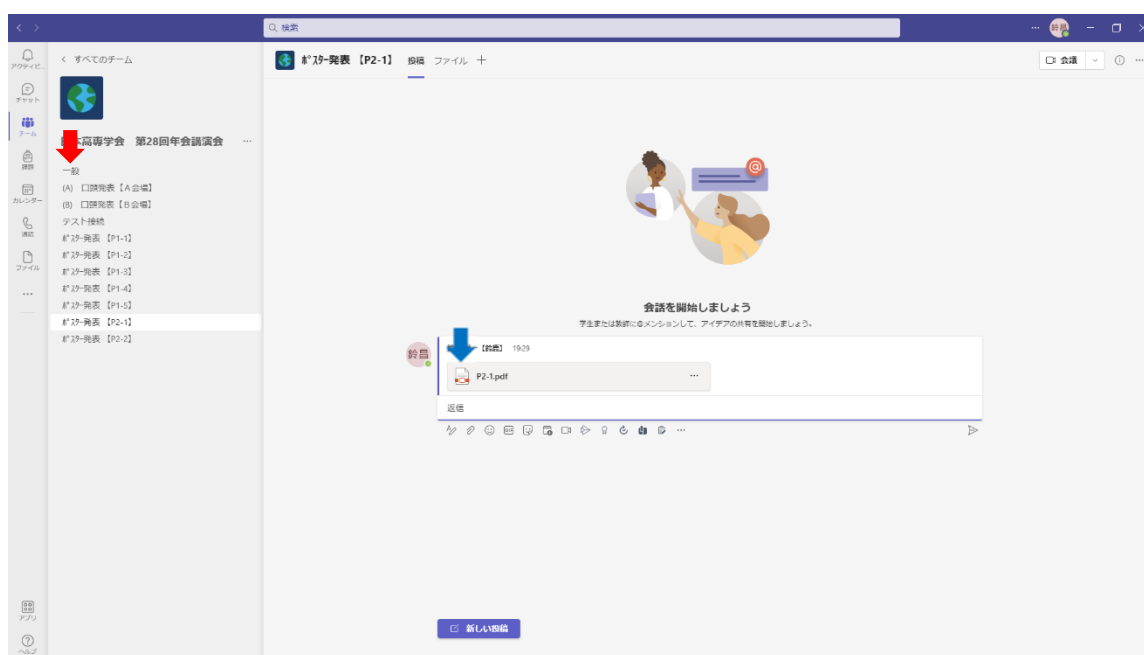 検索
アクティビ...
チャット
チーム
課題
カレンダー
通話
ファイル
アプリ
ヘルプ
すべてのチーム
本高専学会 第28回年会講演会
一般
(A) 口頭発表【A会場】
(B) 口頭発表【B会場】
テスト接続
ﾎﾟｽﾀｰ発表 【P1-1】
ﾎﾟｽﾀｰ発表 【P1-2】
ﾎﾟｽﾀｰ発表 【P1-3】
ﾎﾟｽﾀｰ発表 【P1-4】
ﾎﾟｽﾀｰ発表 【P1-5】
ﾎﾟｽﾀｰ発表 【P2-1】
ﾎﾟｽﾀｰ発表 【P2-2】
ﾎﾟｽﾀｰ発表 【P2-1】 投稿 ファイル +
会議
会話を開始しましょう
学生または教師に@メンションして、アイデアの共有を開始しましょう。
鈴昌
【鈴鹿】 19:29
P2-1.pdf
返信
新しい投稿